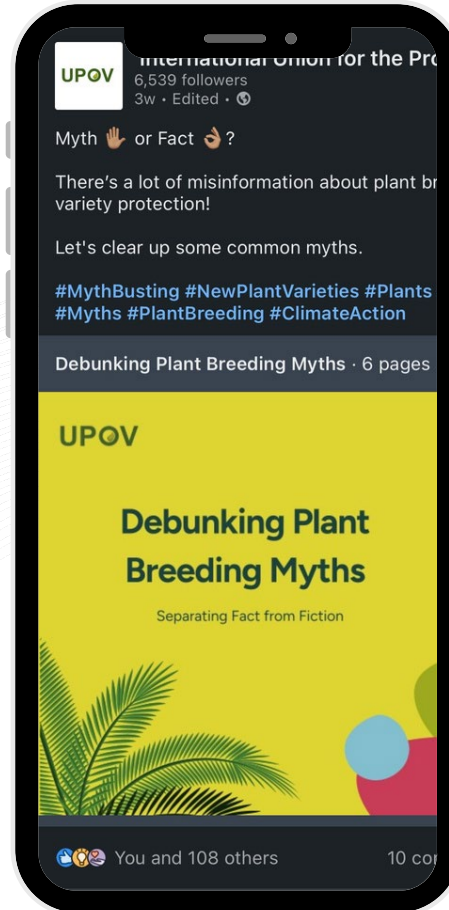 UPOV
International Union for the Pro
6,539 followers
3w • Edited •
Myth 🖐🏽 or Fact 👌🏽?
There's a lot of misinformation about plant br
variety protection!
Let's clear up some common myths.
#MythBusting #NewPlantVarieties #Plants
#Myths #PlantBreeding #ClimateAction
Debunking Plant Breeding Myths · 6 pages
UPOV
Debunking Plant
Breeding Myths
Separating Fact from Fiction
You and 108 others
10 co